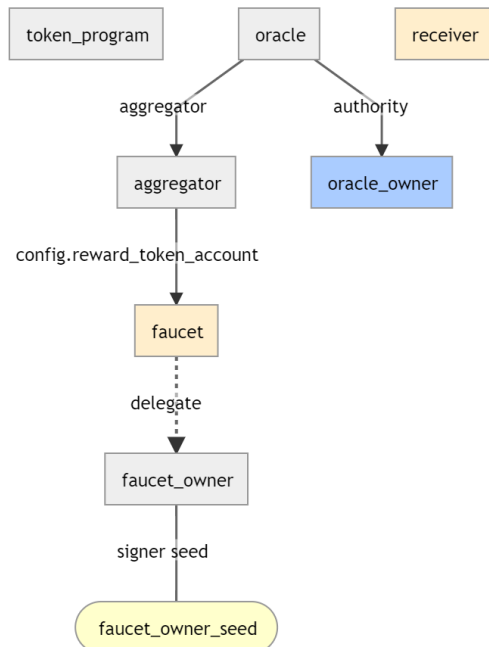 token_program
oracle
receiver
aggregator
authority
aggregator
oracle_owner
config.reward_token_account
faucet
delegate
faucet_owner
signer seed
faucet_owner_seed